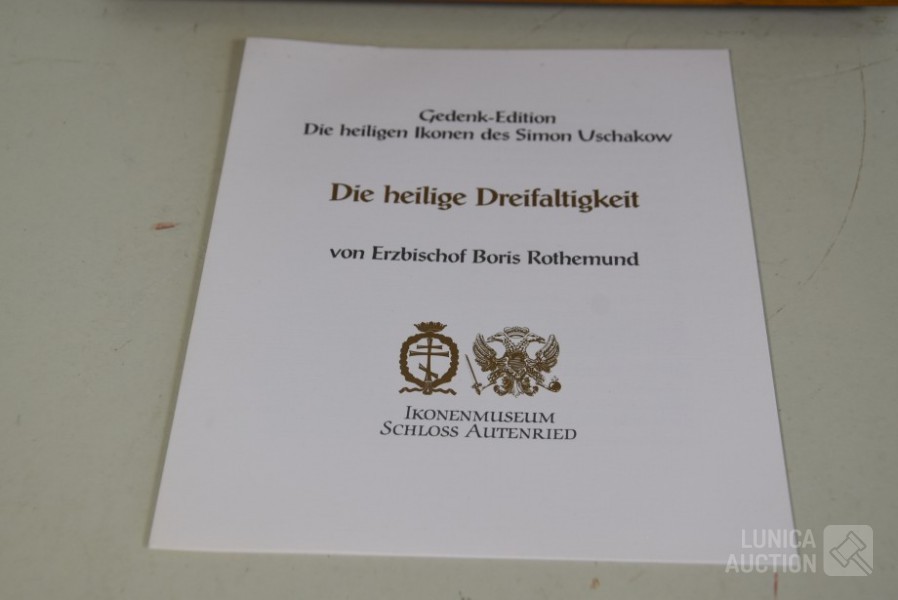 Gedenk-Edition
Die heiligen Ikonen des Simon Uschakow
Die heilige Dreifaltigkeit
von Erzbischof Boris Rothemund
IKONENMUSEUM
SCHLOSS AUTENRIED
LUNICA
AUCTION